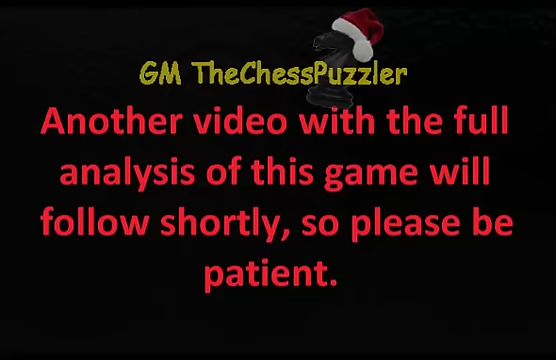 GM TheChessPuzzler
Another video with the full
analysis of this game will
follow shortly, so please be
patient.